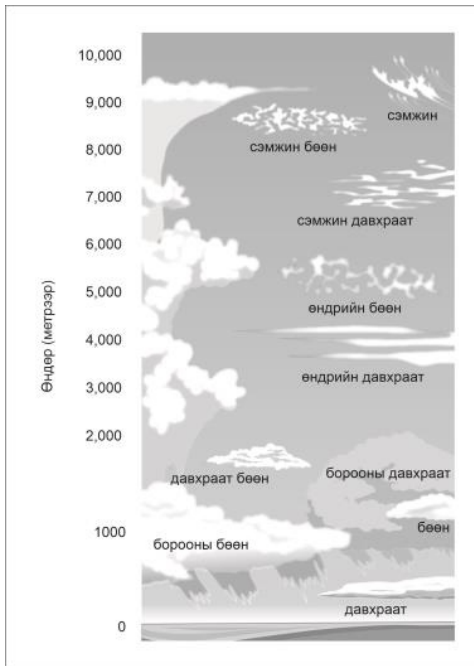 10,000
9,000
8,000
7,000
6,000
5,000
4,000
3,000
2,000
1000
0
Өндөр (метрээр)
сэмжин
сэмжин бөөн
сэмжин давхраат
өндрийн бөөн
өндрийн давхраат
борооны давхраат
давхраат бөөн
бөөн
борооны бөөн
давхраат